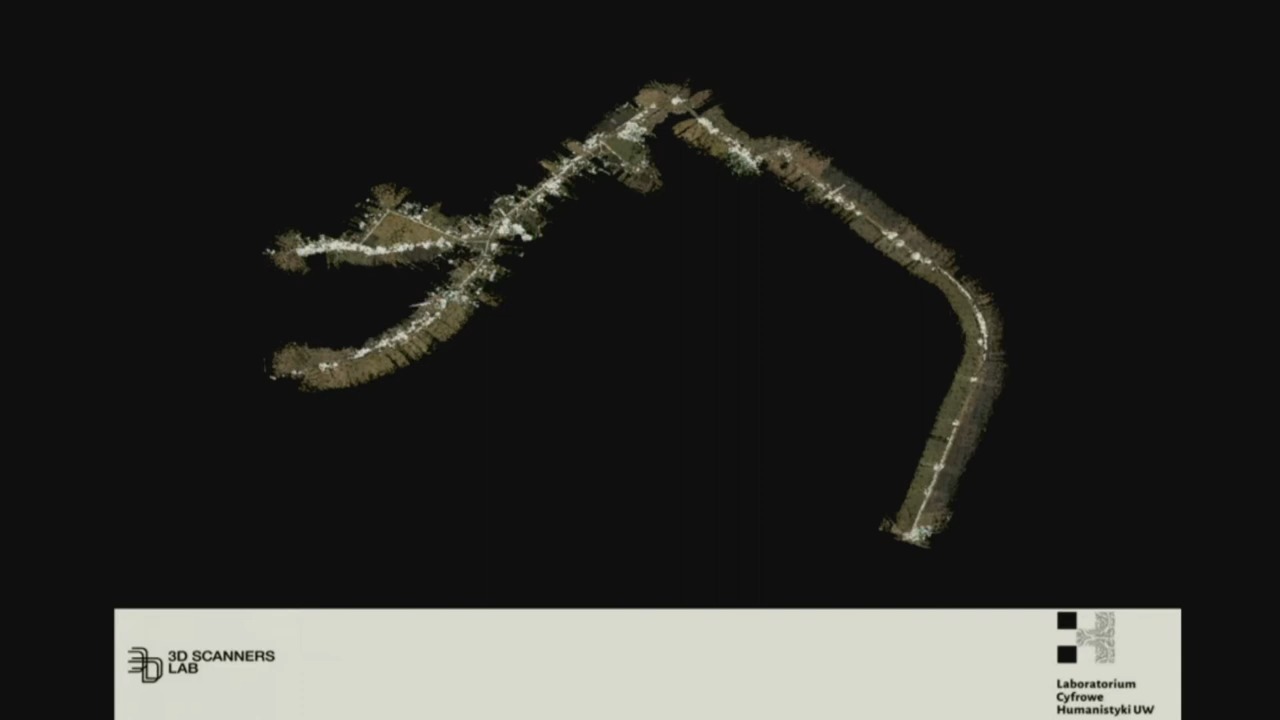 3D SCANNERS
LAB
Laboratorium
Cyfrowe
Humanistyki UW